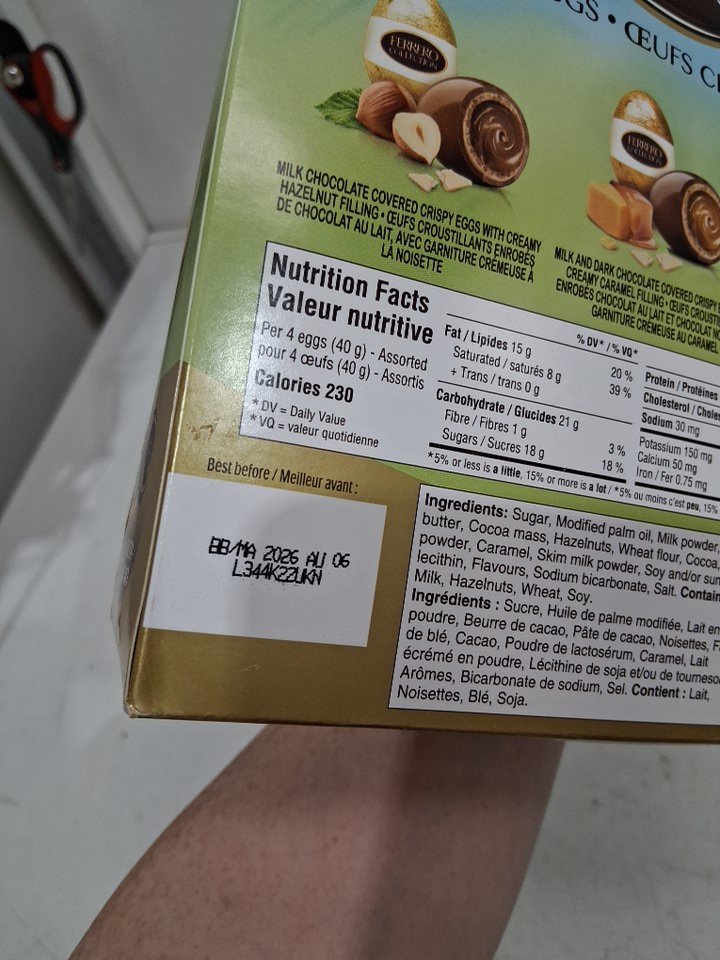 GGS • ŒUFS C
FERRERO
COLLECTION
FERRERO
COLLECTION
MILK CHOCOLATE COVERED CRISPY EGGS WITH CREAMY
HAZELNUT FILLING • ŒUFS CROUSTILLANTS ENROBÉS
DE CHOCOLAT AU LAIT, AVEC GARNITURE CRÉMEUSE À
LA NOISETTE
MILK AND DARK CHOCOLATE COVERED CRISPY
CREAMY CARAMEL FILLING • ŒUFS
ENROBÉS CHOCOLAT AU LAIT ET CHOCOLAT
GARNITURE CRÉMEUSE AU CARAMEL
Nutrition Facts
Valeur nutritive
Per 4 eggs (40 g) - Assorted
pour 4 œufs (40 g) - Assortis
Calories 230
* DV = Daily Value
* VQ = valeur quotidienne
% DV* / % VQ*
Fat / Lipides 15 g 20 %
Saturated / saturés 8 g
+ Trans / trans 0 g 39 %
Carbohydrate / Glucides 21 g
Fibre / Fibres 1 g 3 %
Sugars / Sucres 18 g 18 %
Protein / Protéines
Cholesterol /
Sodium 30 mg
Potassium 150 mg
Calcium 50 mg
Iron / Fer 0.75 mg
*5% or less is a little, 15% or more is a lot / *5% ou moins c'est peu, 15%
Best before / Meilleur avant :
BB/MA 2026 AU 06
L344K22UKN
Ingredients: Sugar, Modified palm oil, Milk powder,
butter, Cocoa mass, Hazelnuts, Wheat flour, Cocoa,
powder, Caramel, Skim milk powder, Soy and/or
lecithin, Flavours, Sodium bicarbonate, Salt.
Milk, Hazelnuts, Wheat, Soy.
Ingrédients : Sucre, Huile de palme modifiée, Lait en
poudre, Beurre de cacao, Pâte de cacao, Noisettes,
de blé, Cacao, Poudre de lactosérum, Caramel, Lait
écrémé en poudre, Lécithine de soja et/ou de
Arômes, Bicarbonate de sodium, Sel. Contient : Lait,
Noisettes, Blé, Soja.